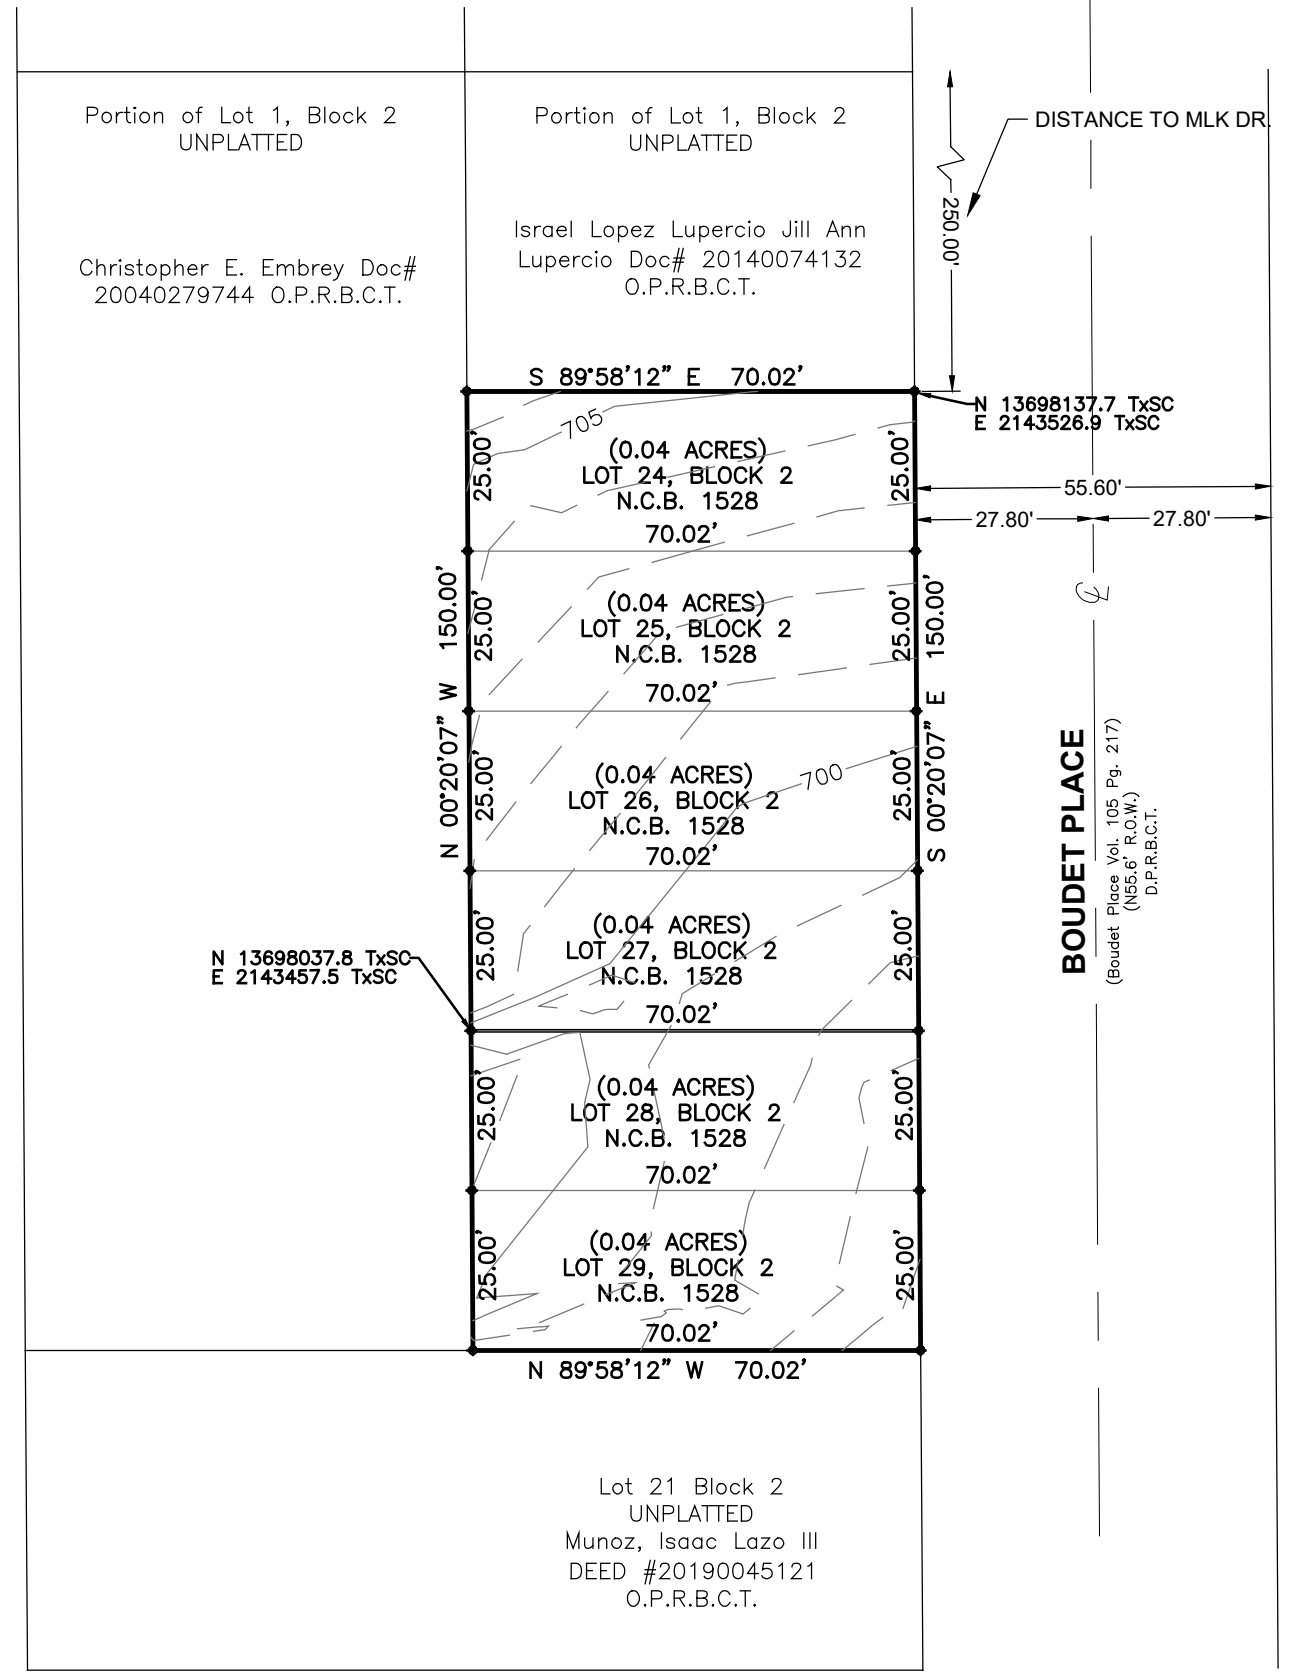 Portion of Lot 1, Block 2
UNPLATTED
Christopher E. Embrey Doc#
20040279744 O.P.R.B.C.T.
Portion of Lot 1, Block 2
UNPLATTED
Israel Lopez Lupercio Jill Ann
Lupercio Doc# 20140074132
O.P.R.B.C.T.
DISTANCE TO MLK DR.
250.00'
S 89°58'12" E 70.02'
N 13698137.7 TxSC
E 2143526.9 TxSC
55.60'
27.80'
27.80'
705
25.00'
(0.04 ACRES)
LOT 24, BLOCK 2
N.C.B. 1528
70.02'
25.00'
25.00'
(0.04 ACRES)
LOT 25, BLOCK 2
N.C.B. 1528
70.02'
25.00'
N 00°20'07" W 150.00'
S 00°20'07" E 150.00'
25.00'
(0.04 ACRES)
LOT 26, BLOCK 2
N.C.B. 1528
70.02'
700
25.00'
BOUDET PLACE
(Boudet Place Vol. 105 Pg. 217)
(N55.6' R.O.W.)
D.P.R.B.C.T.
N 13698037.8 TxSC
E 2143457.5 TxSC
25.00'
(0.04 ACRES)
LOT 27, BLOCK 2
N.C.B. 1528
70.02'
25.00'
25.00'
(0.04 ACRES)
LOT 28, BLOCK 2
N.C.B. 1528
70.02'
25.00'
25.00'
(0.04 ACRES)
LOT 29, BLOCK 2
N.C.B. 1528
70.02'
25.00'
N 89°58'12" W 70.02'
Lot 21 Block 2
UNPLATTED
Munoz, Isaac Lazo III
DEED #20190045121
O.P.R.B.C.T.